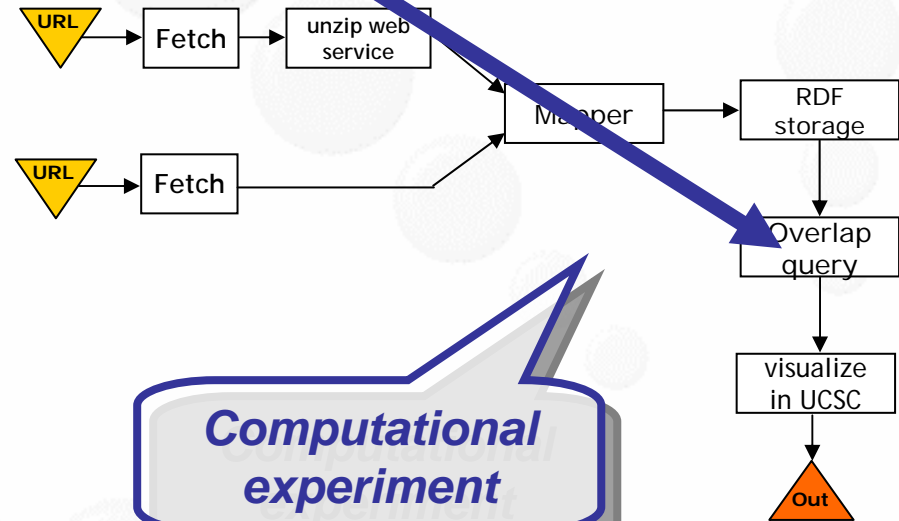 URL
Fetch
unzip web
service
Mapper
RDF
storage
URL
Fetch
Overlap
query
visualize
in UCSC
Computational
experiment
Out